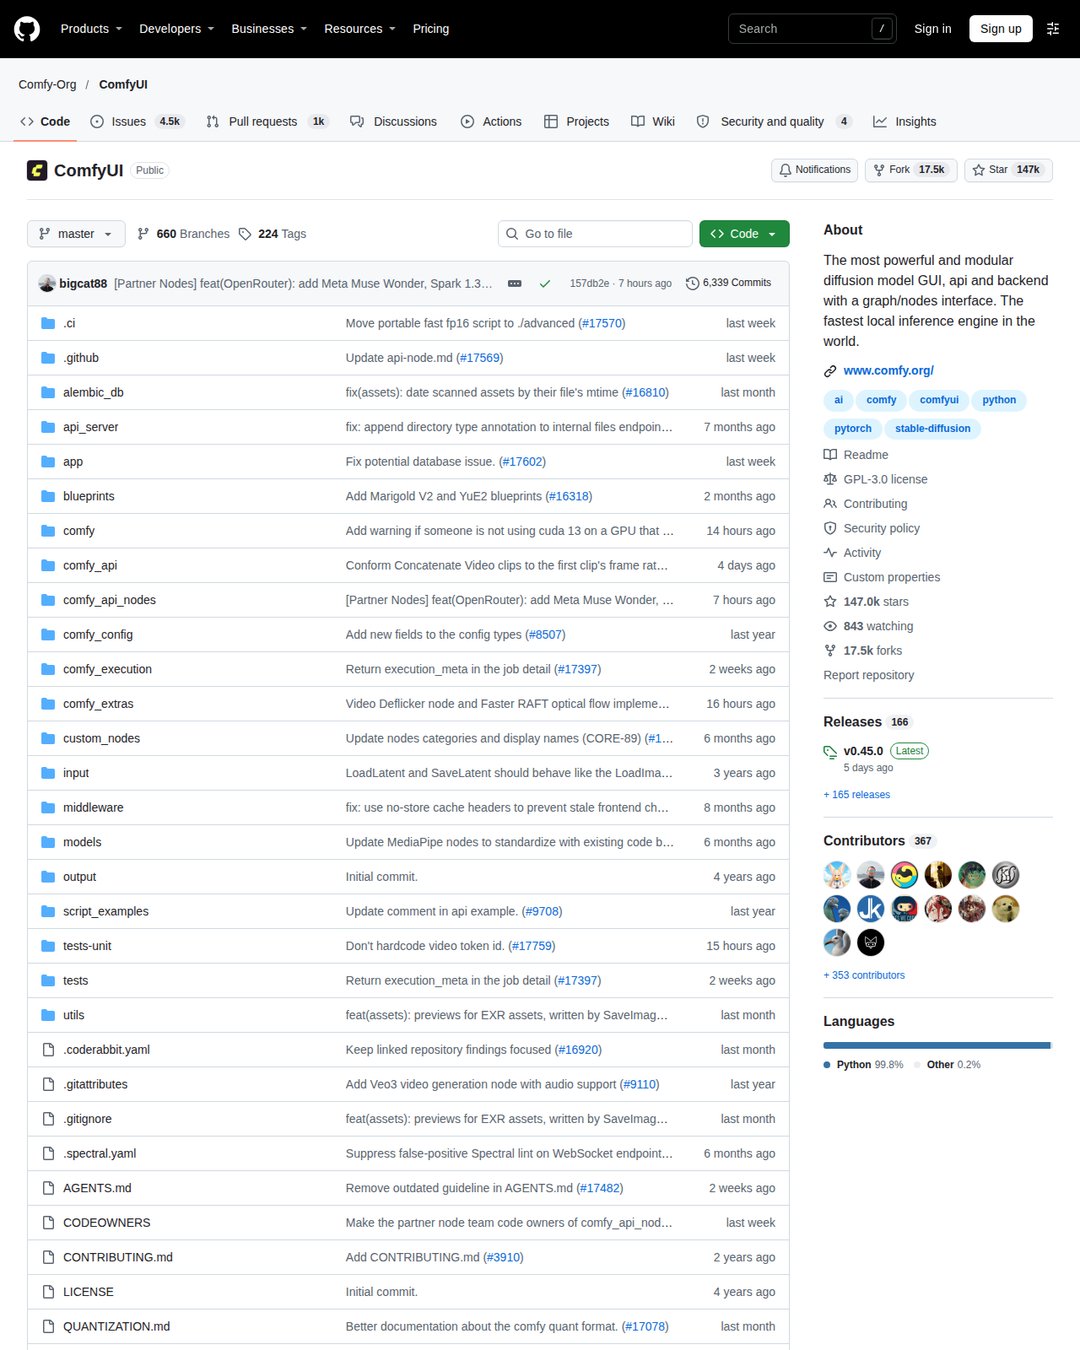 Products Developers Businesses Resources Pricing Search / Sign in Sign up
Comfy-Org / ComfyUI
Code Issues 4.5k Pull requests 1k Discussions Actions Projects Wiki Security and quality 4 Insights
ComfyUI Public Notifications Fork 17.5k Star 147k
master 660 Branches 224 Tags Go to file Code
bigcat88 [Partner Nodes] feat(OpenRouter): add Meta Muse Wonder, Spark 1.3… 157db2e · 7 hours ago 6,339 Commits
.ci Move portable fast fp16 script to ./advanced (#17570) last week
.github Update api-node.md (#17569) last week
alembic_db fix(assets): date scanned assets by their file's mtime (#16810) last month
api_server fix: append directory type annotation to internal files endpoin… 7 months ago
app Fix potential database issue. (#17602) last week
blueprints Add Marigold V2 and YuE2 blueprints (#16318) 2 months ago
comfy Add warning if someone is not using cuda 13 on a GPU that … 14 hours ago
comfy_api Conform Concatenate Video clips to the first clip's frame rat… 4 days ago
comfy_api_nodes [Partner Nodes] feat(OpenRouter): add Meta Muse Wonder, … 7 hours ago
comfy_config Add new fields to the config types (#8507) last year
comfy_execution Return execution_meta in the job detail (#17397) 2 weeks ago
comfy_extras Video Deflicker node and Faster RAFT optical flow impleme… 16 hours ago
custom_nodes Update nodes categories and display names (CORE-89) (#1… 6 months ago
input LoadLatent and SaveLatent should behave like the LoadIma… 3 years ago
middleware fix: use no-store cache headers to prevent stale frontend ch… 8 months ago
models Update MediaPipe nodes to standardize with existing code b… 6 months ago
output Initial commit. 4 years ago
script_examples Update comment in api example. (#9708) last year
tests-unit Don't hardcode video token id. (#17759) 15 hours ago
tests Return execution_meta in the job detail (#17397) 2 weeks ago
utils feat(assets): previews for EXR assets, written by SaveImag… last month
.coderabbit.yaml Keep linked repository findings focused (#16920) last month
.gitattributes Add Veo3 video generation node with audio support (#9110) last year
.gitignore feat(assets): previews for EXR assets, written by SaveImag… last month
.spectral.yaml Suppress false-positive Spectral lint on WebSocket endpoint… 6 months ago
AGENTS.md Remove outdated guideline in AGENTS.md (#17482) 2 weeks ago
CODEOWNERS Make the partner node team code owners of comfy_api_nod… last week
CONTRIBUTING.md Add CONTRIBUTING.md (#3910) 2 years ago
LICENSE Initial commit. 4 years ago
QUANTIZATION.md Better documentation about the comfy quant format. (#17078) last month
About
The most powerful and modular
diffusion model GUI, api and backend
with a graph/nodes interface. The
fastest local inference engine in the
world.
www.comfy.org/
ai comfy comfyui python
pytorch stable-diffusion
Readme
GPL-3.0 license
Contributing
Security policy
Activity
Custom properties
147.0k stars
843 watching
17.5k forks
Report repository
Releases 166
v0.45.0 Latest
5 days ago
+ 165 releases
Contributors 367
JK
+ 353 contributors
Languages
Python 99.8% Other 0.2%